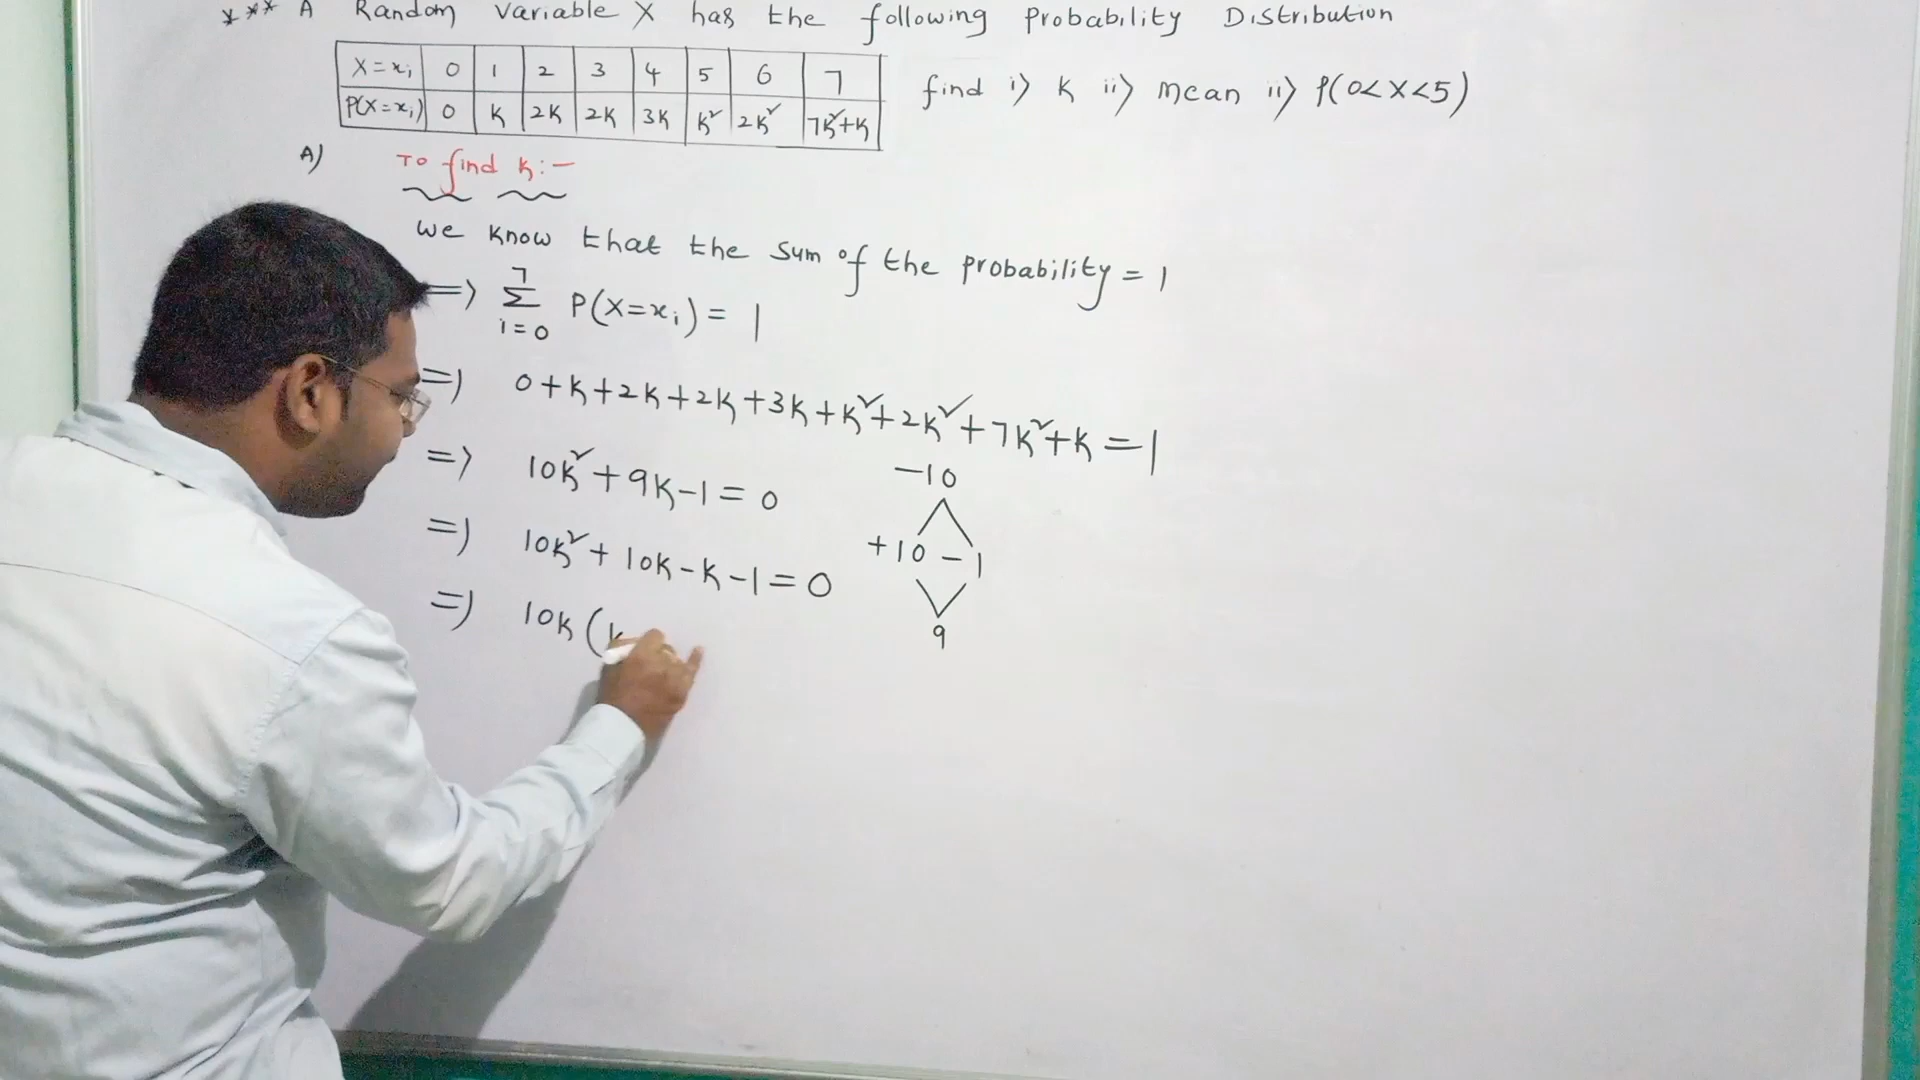 *** A Random Variable X has the following Probability Distribution
X=xᵢ 0 1 2 3 4 5 6 7
P(X=xᵢ) 0 K 2K 2K 3K K² 2K² 7K²+K
find i) K ii) mean ii) P(0<X<5)
A) To find K:-
We know that the sum of the probability = 1
=> 7 Σ i=0 P(X=xᵢ) = 1
=> 0+K+2K+2K+3K+K²+2K²+7K²+K=1
=> 10K²+9K-1=0
=> 10K²+10K-K-1=0
=> 10K(K
-10
+10 -1
9